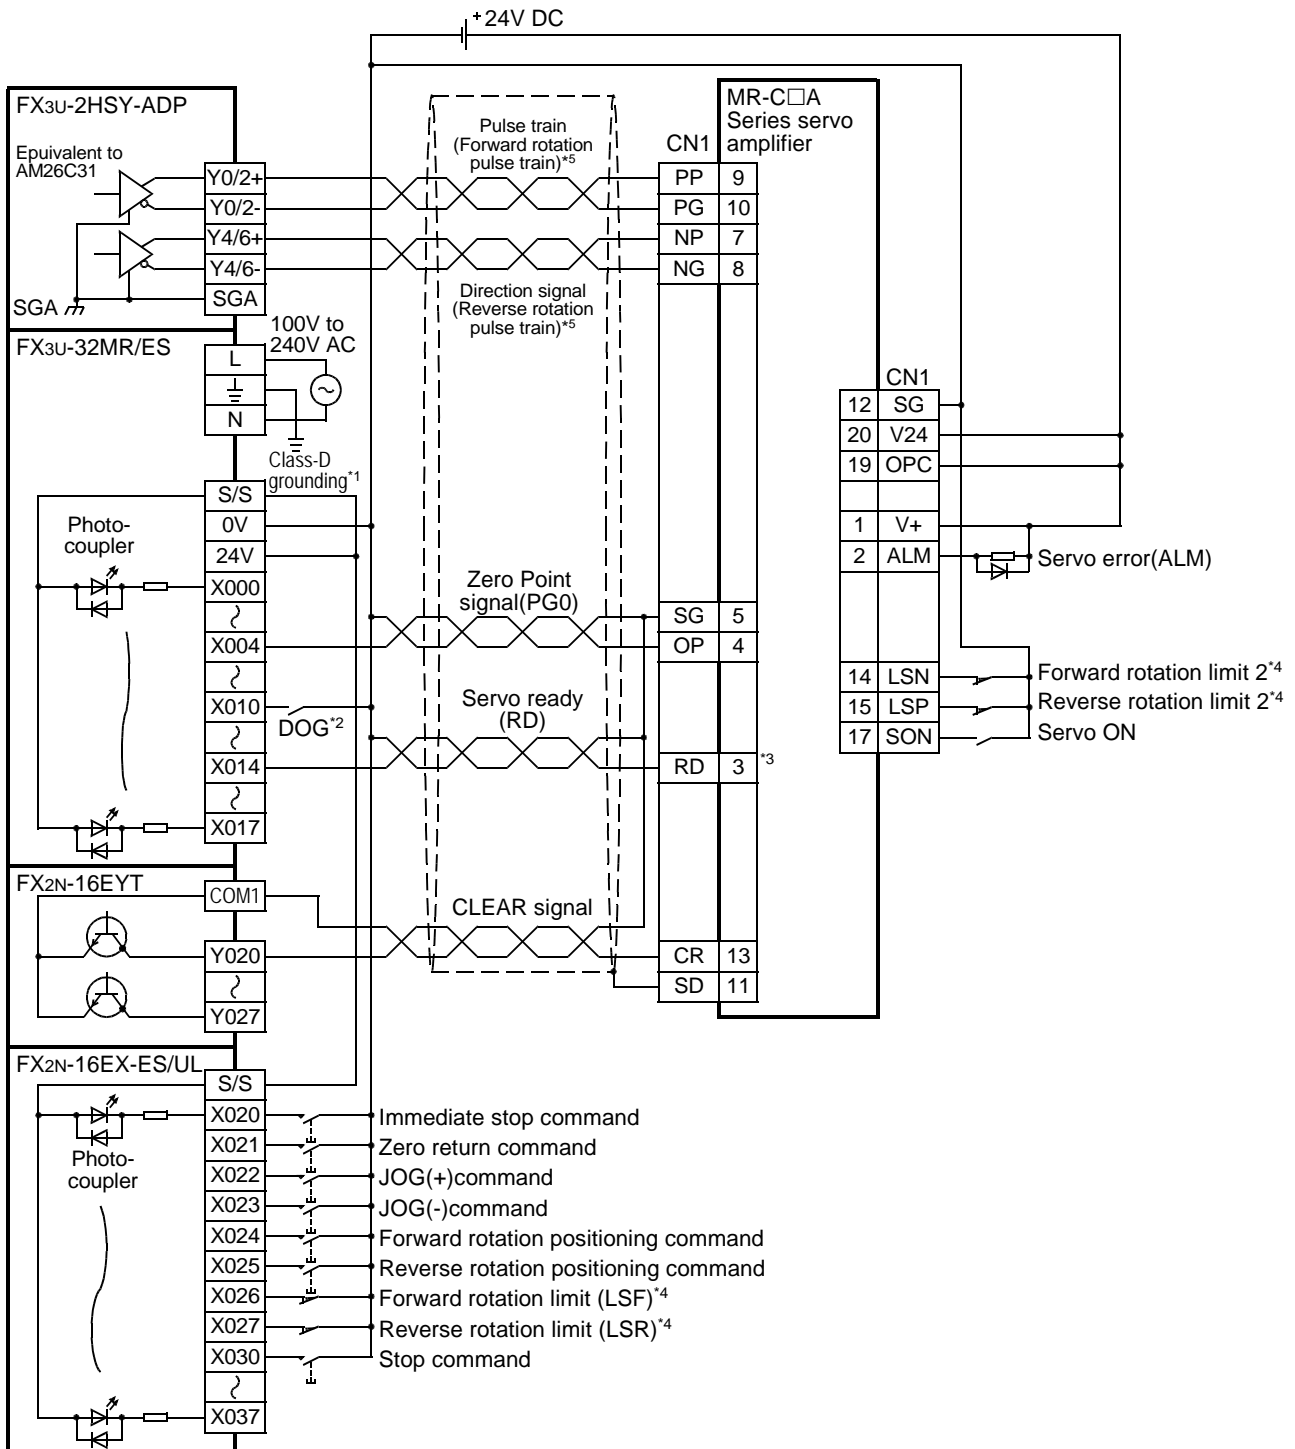 +24V DC
FX3U-2HSY-ADP
Epuivalent to
AM26C31
Y0/2+
Y0/2-
Y4/6+
Y4/6-
SGA
SGA
Pulse train
(Forward rotation
pulse train)*5
Direction signal
(Reverse rotation
pulse train)*5
CN1
MR-C□A
Series servo
amplifier
PP 9
PG 10
NP 7
NG 8
FX3U-32MR/ES
100V to
240V AC
L
N
Class-D
grounding*1
S/S
0V
24V
X000
X004
X010
X014
X017
Photo-
coupler
DOG*2
Zero Point
signal(PG0)
Servo ready
(RD)
SG 5
OP 4
RD 3 *3
CN1
12 SG
20 V24
19 OPC
1 V+
2 ALM
Servo error(ALM)
14 LSN
Forward rotation limit 2*4
15 LSP
Reverse rotation limit 2*4
17 SON
Servo ON
FX2N-16EYT
COM1
Y020
Y027
CLEAR signal
CR 13
SD 11
FX2N-16EX-ES/UL
S/S
Photo-
coupler
X020 Immediate stop command
X021 Zero return command
X022 JOG(+)command
X023 JOG(-)command
X024 Forward rotation positioning command
X025 Reverse rotation positioning command
X026 Forward rotation limit (LSF)*4
X027 Reverse rotation limit (LSR)*4
X030 Stop command
X037